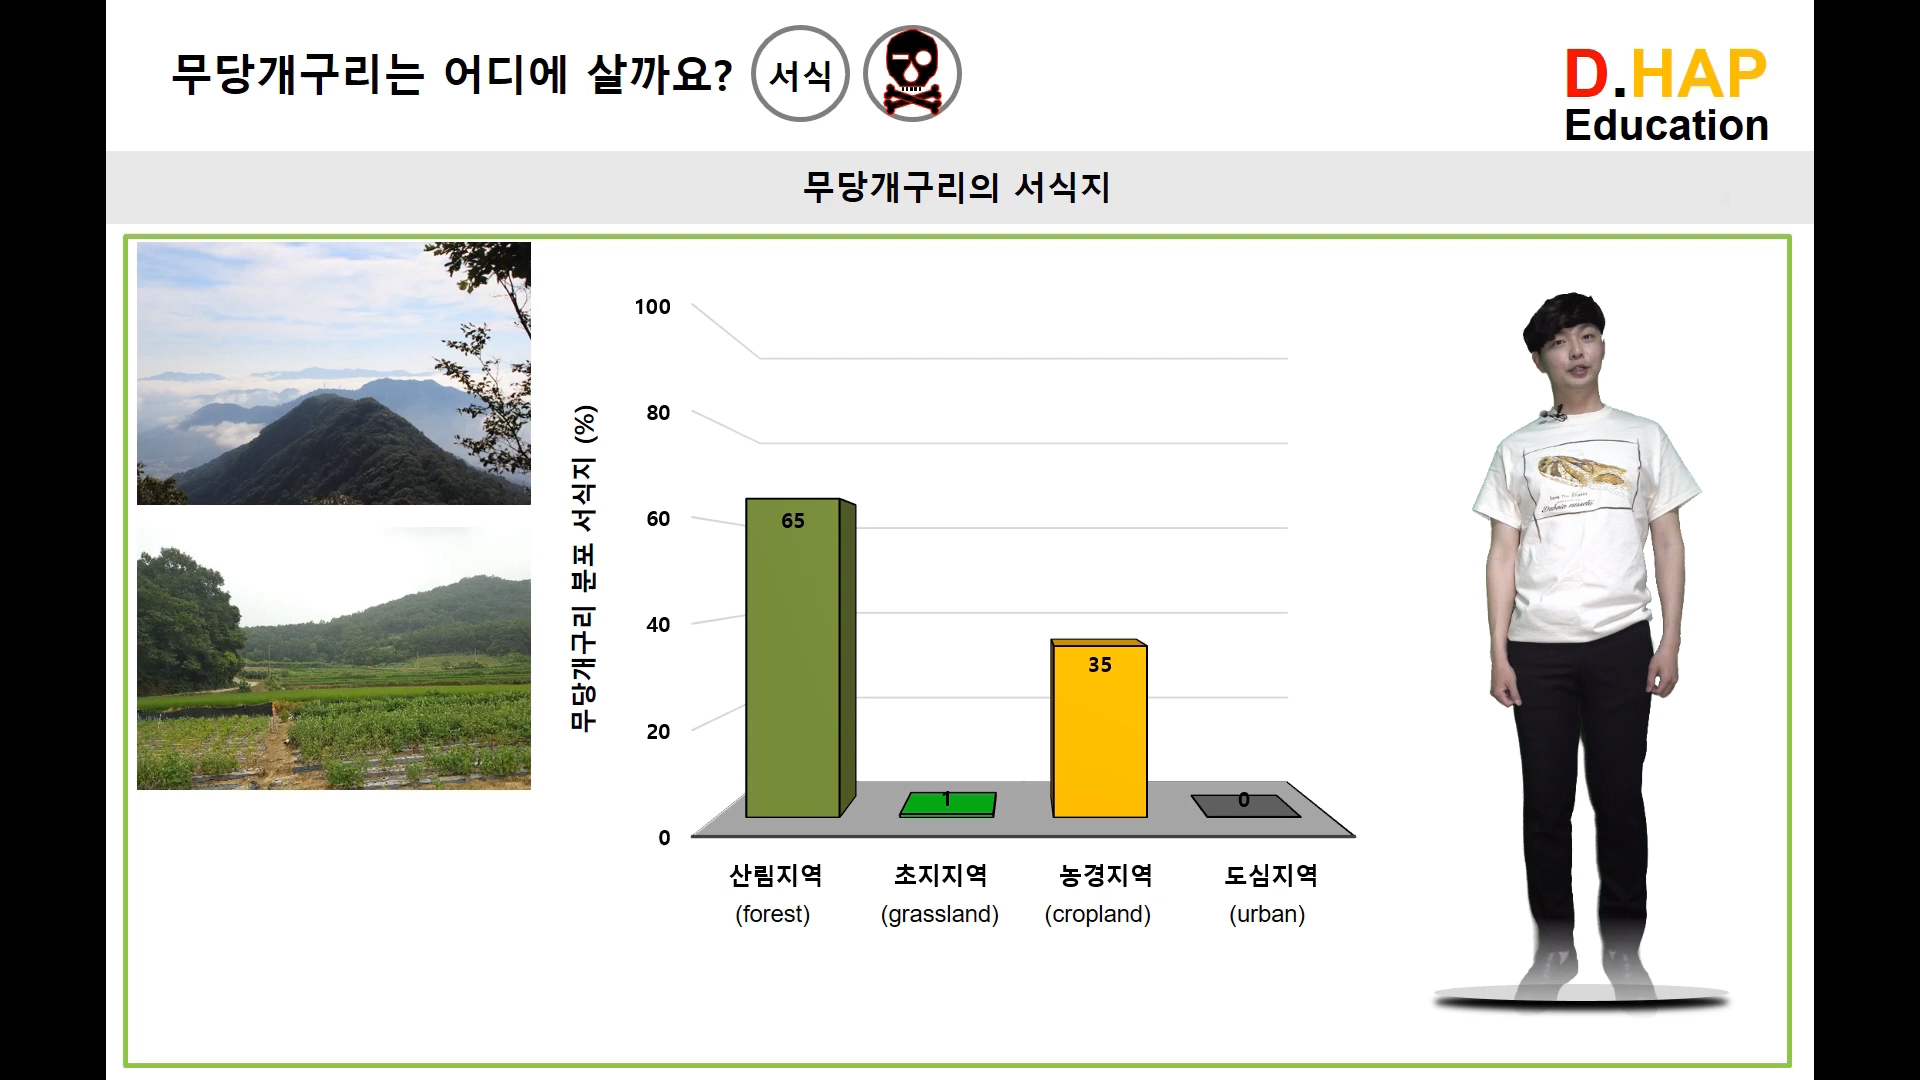 무당개구리는 어디에 살까요?
서식
D.HAP
Education
무당개구리의 서식지
무당개구리 분포 서식지 (%)
100
80
60
40
20
0
65
1
35
0
산림지역
(forest)
초지지역
(grassland)
농경지역
(cropland)
도심지역
(urban)